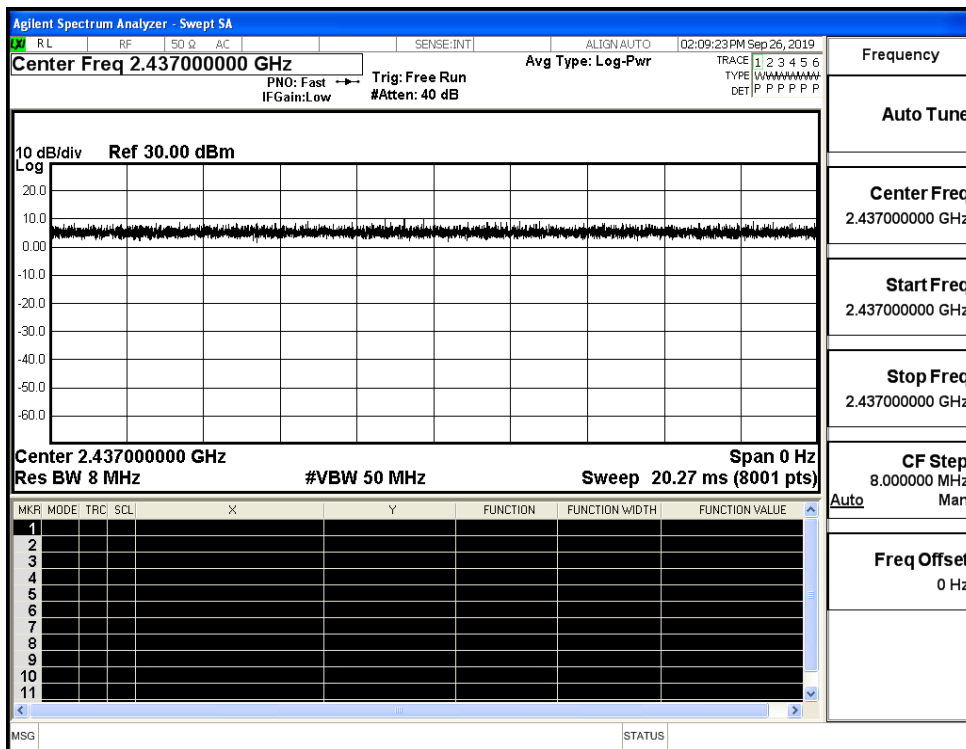 Agilent Spectrum Analyzer - Swept SA
LXI RL RF 50 Ω AC SENSE:INT ALIGN AUTO 02:09:23 PM Sep 26, 2019
Center Freq 2.437000000 GHz
PNO: Fast
IFGain:Low
Trig: Free Run
#Atten: 40 dB
Avg Type: Log-Pwr
TRACE 1 2 3 4 5 6
TYPE WWWWWW
DET P P P P P P
10 dB/div Ref 30.00 dBm
Log
20.0
10.0
0.00
-10.0
-20.0
-30.0
-40.0
-50.0
-60.0
Center 2.437000000 GHz Span 0 Hz
Res BW 8 MHz #VBW 50 MHz Sweep 20.27 ms (8001 pts)
MKR MODE TRC SCL X Y FUNCTION FUNCTION WIDTH FUNCTION VALUE
1
2
3
4
5
6
7
8
9
10
11
MSG STATUS
Frequency
Auto Tune
Center Freq
2.437000000 GHz
Start Freq
2.437000000 GHz
Stop Freq
2.437000000 GHz
CF Step
8.000000 MHz
Auto Man
Freq Offset
0 Hz